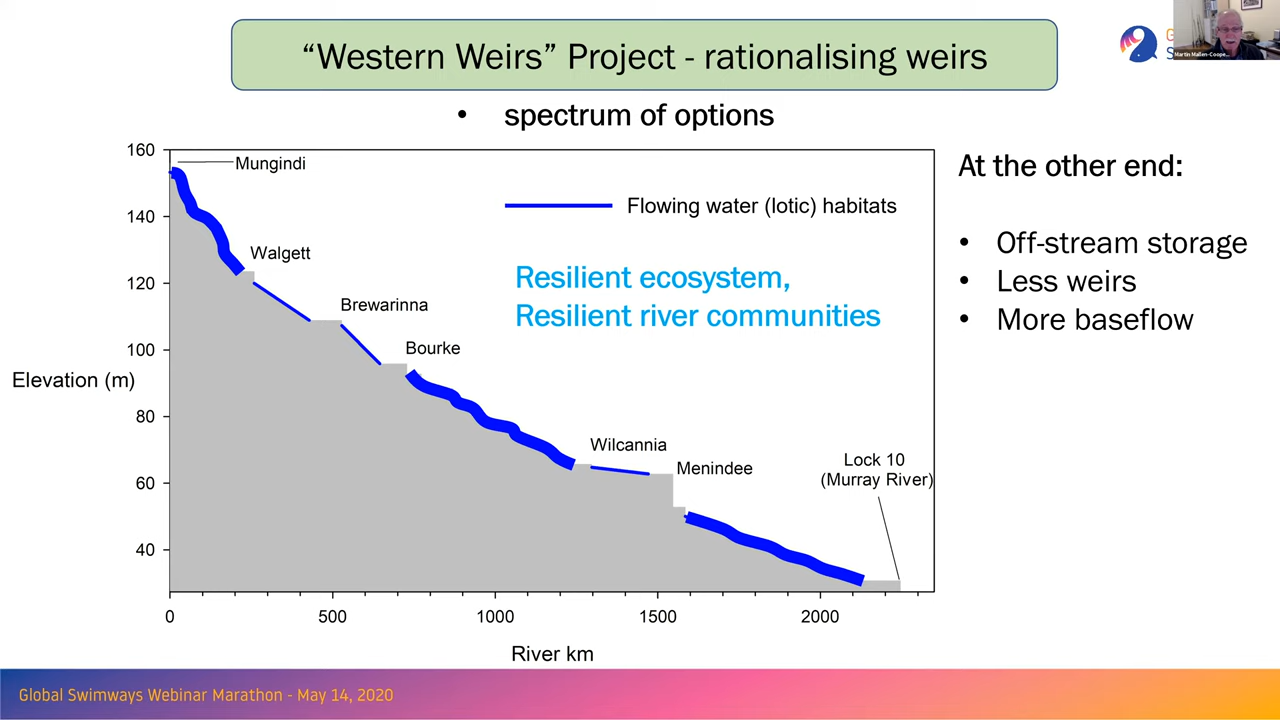 “Western Weirs” Project - rationalising weirs
• spectrum of options
160
140
120
100
80
60
40
Elevation (m)
0
500
1000
1500
2000
River km
Mungindi
Walgett
Brewarinna
Bourke
Wilcannia
Menindee
Lock 10
(Murray River)
Flowing water (lotic) habitats
Resilient ecosystem,
Resilient river communities
At the other end:
• Off-stream storage
• Less weirs
• More baseflow
G
S
Martin Mallen-Coope...
Global Swimways Webinar Marathon - May 14, 2020